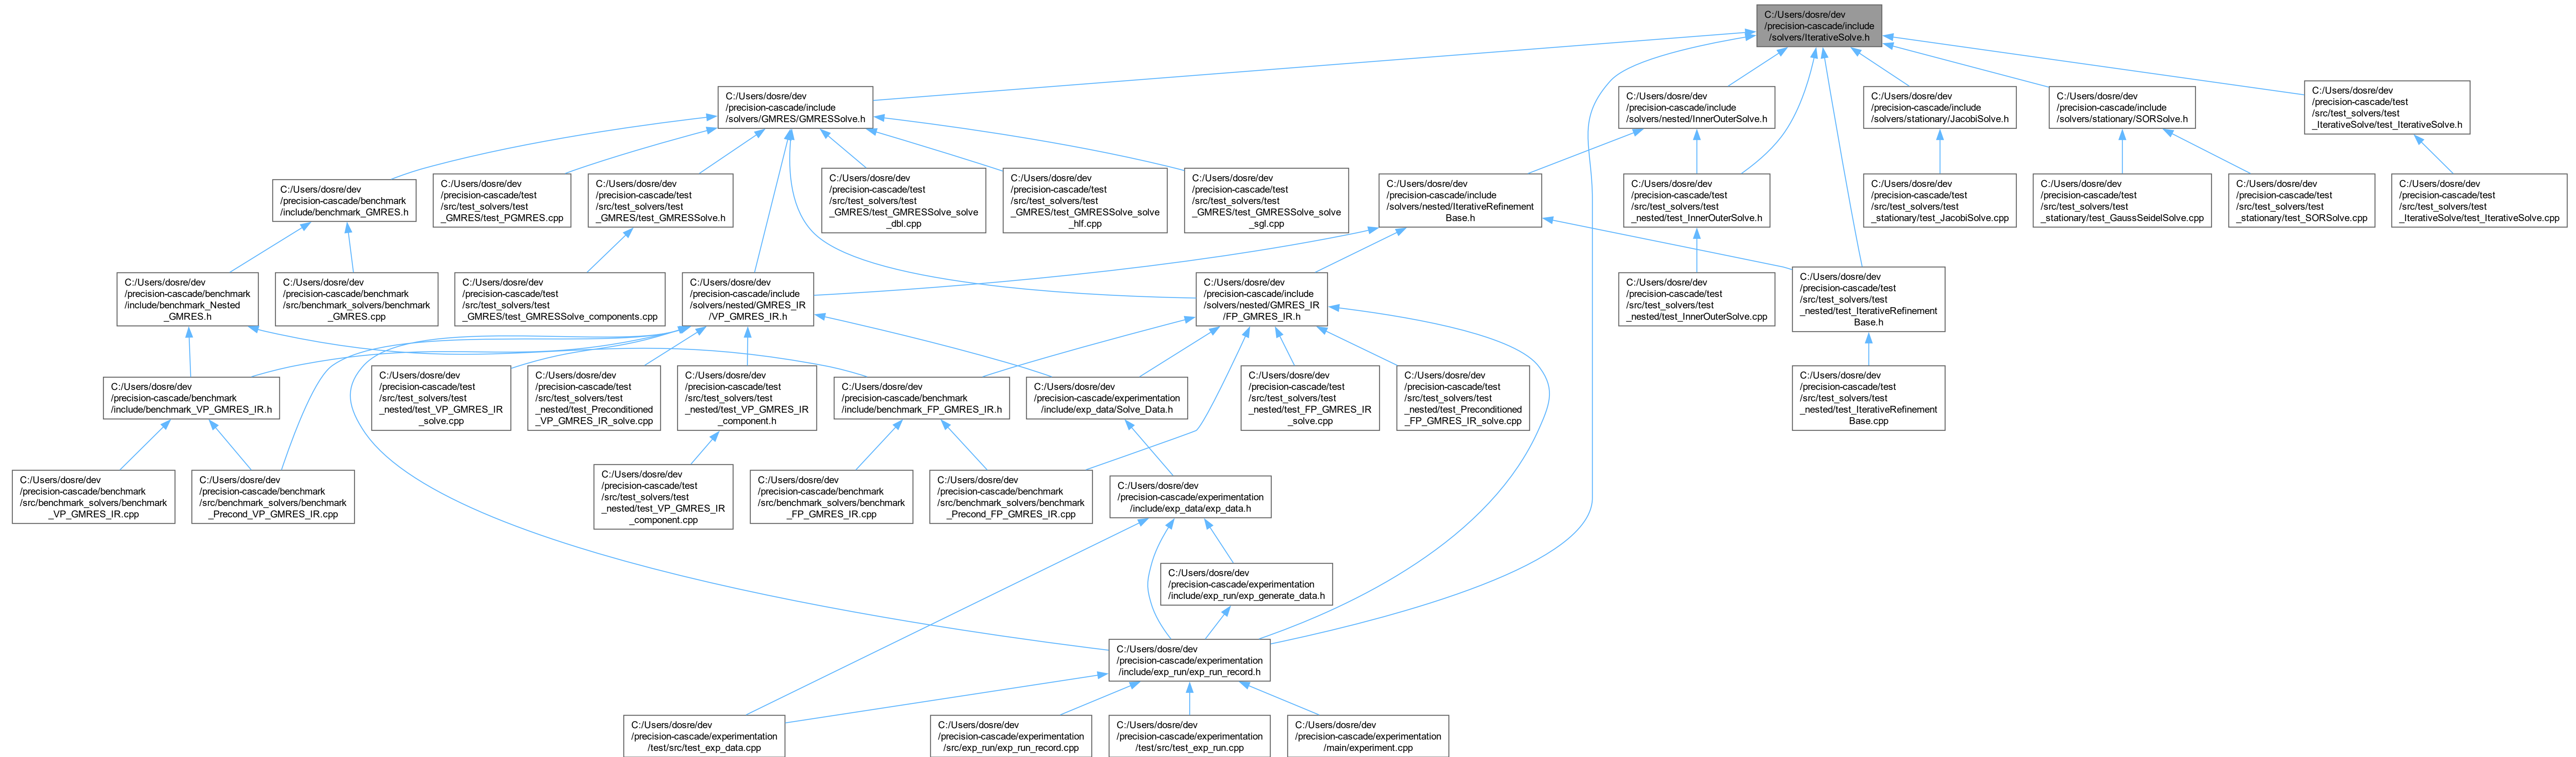 C:/Users/dosre/dev
/precision-cascade/include
/solvers/IterativeSolve.h
C:/Users/dosre/dev
/precision-cascade/include
/solvers/GMRES/GMRESSolve.h
C:/Users/dosre/dev
/precision-cascade/include
/solvers/nested/InnerOuterSolve.h
C:/Users/dosre/dev
/precision-cascade/include
/solvers/stationary/JacobiSolve.h
C:/Users/dosre/dev
/precision-cascade/include
/solvers/stationary/SORSolve.h
C:/Users/dosre/dev
/precision-cascade/test
/src/test_solvers/test
_IterativeSolve/test_IterativeSolve.h
C:/Users/dosre/dev
/precision-cascade/benchmark
/include/benchmark_GMRES.h
C:/Users/dosre/dev
/precision-cascade/test
/src/test_solvers/test
_GMRES/test_PGMRES.cpp
C:/Users/dosre/dev
/precision-cascade/test
/src/test_solvers/test
_GMRES/test_GMRESSolve.h
C:/Users/dosre/dev
/precision-cascade/test
/src/test_solvers/test
_GMRES/test_GMRESSolve_solve
_dbl.cpp
C:/Users/dosre/dev
/precision-cascade/test
/src/test_solvers/test
_GMRES/test_GMRESSolve_solve
_hlf.cpp
C:/Users/dosre/dev
/precision-cascade/test
/src/test_solvers/test
_GMRES/test_GMRESSolve_solve
_sgl.cpp
C:/Users/dosre/dev
/precision-cascade/include
/solvers/nested/IterativeRefinement
Base.h
C:/Users/dosre/dev
/precision-cascade/test
/src/test_solvers/test
_nested/test_InnerOuterSolve.h
C:/Users/dosre/dev
/precision-cascade/test
/src/test_solvers/test
_stationary/test_JacobiSolve.cpp
C:/Users/dosre/dev
/precision-cascade/test
/src/test_solvers/test
_stationary/test_GaussSeidelSolve.cpp
C:/Users/dosre/dev
/precision-cascade/test
/src/test_solvers/test
_stationary/test_SORSolve.cpp
C:/Users/dosre/dev
/precision-cascade/test
/src/test_solvers/test
_IterativeSolve/test_IterativeSolve.cpp
C:/Users/dosre/dev
/precision-cascade/benchmark
/include/benchmark_Nested
_GMRES.h
C:/Users/dosre/dev
/precision-cascade/benchmark
/src/benchmark_solvers/benchmark
_GMRES.cpp
C:/Users/dosre/dev
/precision-cascade/test
/src/test_solvers/test
_GMRES/test_GMRESSolve_components.cpp
C:/Users/dosre/dev
/precision-cascade/include
/solvers/nested/GMRES_IR
/VP_GMRES_IR.h
C:/Users/dosre/dev
/precision-cascade/include
/solvers/nested/GMRES_IR
/FP_GMRES_IR.h
C:/Users/dosre/dev
/precision-cascade/test
/src/test_solvers/test
_nested/test_InnerOuterSolve.cpp
C:/Users/dosre/dev
/precision-cascade/test
/src/test_solvers/test
_nested/test_IterativeRefinement
Base.h
C:/Users/dosre/dev
/precision-cascade/benchmark
/include/benchmark_VP_GMRES_IR.h
C:/Users/dosre/dev
/precision-cascade/test
/src/test_solvers/test
_nested/test_VP_GMRES_IR
_solve.cpp
C:/Users/dosre/dev
/precision-cascade/test
/src/test_solvers/test
_nested/test_Preconditioned
_VP_GMRES_IR_solve.cpp
C:/Users/dosre/dev
/precision-cascade/test
/src/test_solvers/test
_nested/test_VP_GMRES_IR
_component.h
C:/Users/dosre/dev
/precision-cascade/benchmark
/include/benchmark_FP_GMRES_IR.h
C:/Users/dosre/dev
/precision-cascade/experimentation
/include/exp_data/Solve_Data.h
C:/Users/dosre/dev
/precision-cascade/test
/src/test_solvers/test
_nested/test_FP_GMRES_IR
_solve.cpp
C:/Users/dosre/dev
/precision-cascade/test
/src/test_solvers/test
_nested/test_Preconditioned
_FP_GMRES_IR_solve.cpp
C:/Users/dosre/dev
/precision-cascade/test
/src/test_solvers/test
_nested/test_IterativeRefinement
Base.cpp
C:/Users/dosre/dev
/precision-cascade/benchmark
/src/benchmark_solvers/benchmark
_VP_GMRES_IR.cpp
C:/Users/dosre/dev
/precision-cascade/benchmark
/src/benchmark_solvers/benchmark
_Precond_VP_GMRES_IR.cpp
C:/Users/dosre/dev
/precision-cascade/test
/src/test_solvers/test
_nested/test_VP_GMRES_IR
_component.cpp
C:/Users/dosre/dev
/precision-cascade/benchmark
/src/benchmark_solvers/benchmark
_FP_GMRES_IR.cpp
C:/Users/dosre/dev
/precision-cascade/benchmark
/src/benchmark_solvers/benchmark
_Precond_FP_GMRES_IR.cpp
C:/Users/dosre/dev
/precision-cascade/experimentation
/include/exp_data/exp_data.h
C:/Users/dosre/dev
/precision-cascade/experimentation
/include/exp_run/exp_generate_data.h
C:/Users/dosre/dev
/precision-cascade/experimentation
/include/exp_run/exp_run_record.h
C:/Users/dosre/dev
/precision-cascade/experimentation
/test/src/test_exp_data.cpp
C:/Users/dosre/dev
/precision-cascade/experimentation
/src/exp_run/exp_run_record.cpp
C:/Users/dosre/dev
/precision-cascade/experimentation
/test/src/test_exp_run.cpp
C:/Users/dosre/dev
/precision-cascade/experimentation
/main/experiment.cpp